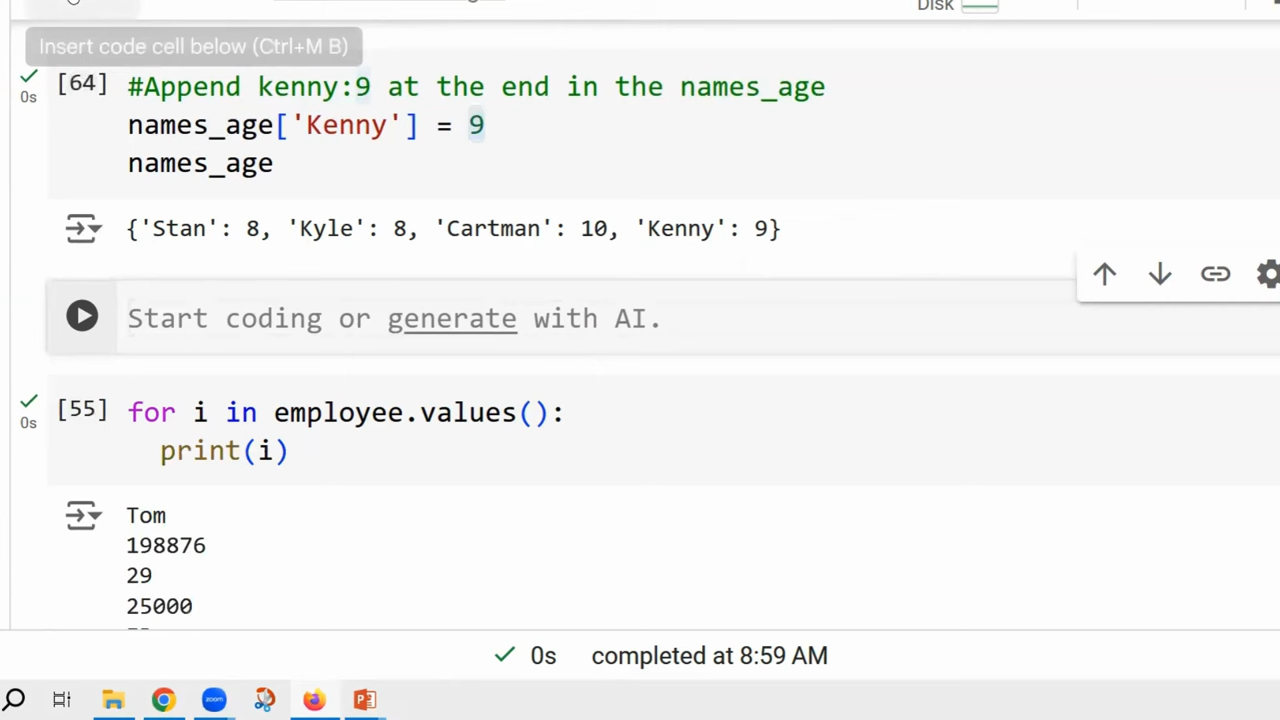 Disk
Insert code cell below (Ctrl+M B)
[64] #Append kenny:9 at the end in the names_age
0s names_age['Kenny'] = 9
names_age
{'Stan': 8, 'Kyle': 8, 'Cartman': 10, 'Kenny': 9}
Start coding or generate with AI.
[55] for i in employee.values():
0s print(i)
Tom
198876
29
25000
0s completed at 8:59 AM
zoom